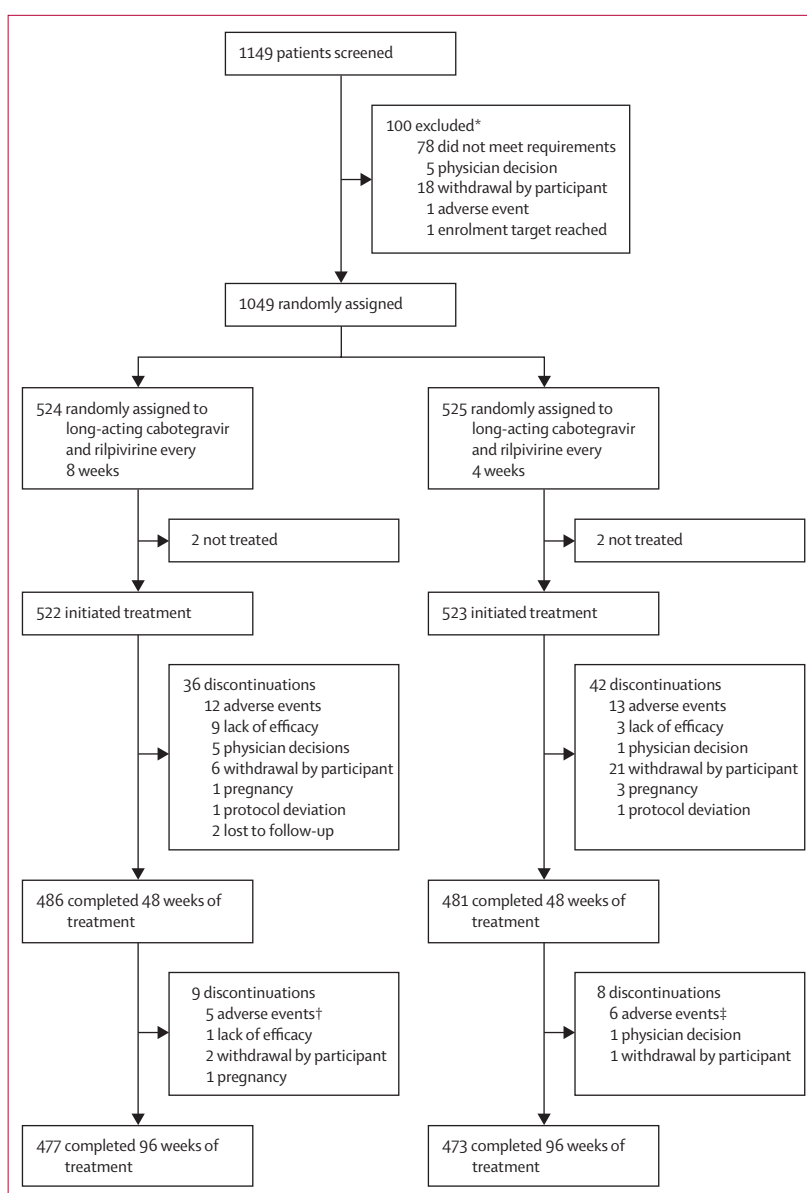 1149 patients screened
100 excluded*
78 did not meet requirements
5 physician decision
18 withdrawal by participant
1 adverse event
1 enrolment target reached
1049 randomly assigned
524 randomly assigned to
long-acting cabotegravir
and rilpivirine every
8 weeks
525 randomly assigned to
long-acting cabotegravir
and rilpivirine every
4 weeks
2 not treated
2 not treated
522 initiated treatment
523 initiated treatment
36 discontinuations
12 adverse events
9 lack of efficacy
5 physician decisions
6 withdrawal by participant
1 pregnancy
1 protocol deviation
2 lost to follow-up
42 discontinuations
13 adverse events
3 lack of efficacy
1 physician decision
21 withdrawal by participant
3 pregnancy
1 protocol deviation
486 completed 48 weeks of
treatment
481 completed 48 weeks of
treatment
9 discontinuations
5 adverse events†
1 lack of efficacy
2 withdrawal by participant
1 pregnancy
8 discontinuations
6 adverse events‡
1 physician decision
1 withdrawal by participant
477 completed 96 weeks of
treatment
473 completed 96 weeks of
treatment